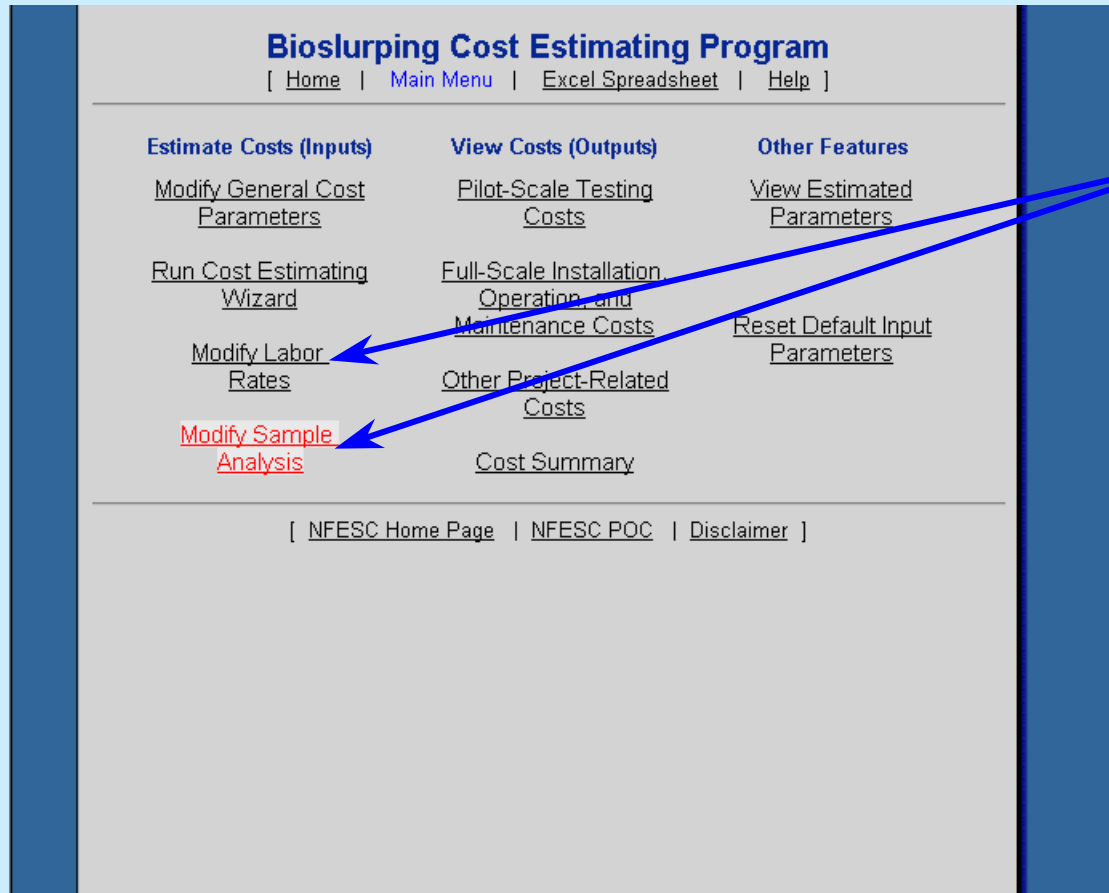 Bioslurping Cost Estimating Program
[ Home | Main Menu | Excel Spreadsheet | Help ]
Estimate Costs (Inputs)
Modify General Cost
Parameters
Run Cost Estimating
Wizard
Modify Labor
Rates
Modify Sample
Analysis
View Costs (Outputs)
Pilot-Scale Testing
Costs
Full-Scale Installation,
Operation, and
Maintenance Costs
Other Project-Related
Costs
Cost Summary
Other Features
View Estimated
Parameters
Reset Default Input
Parameters
[ NFESC Home Page | NFESC POC | Disclaimer ]